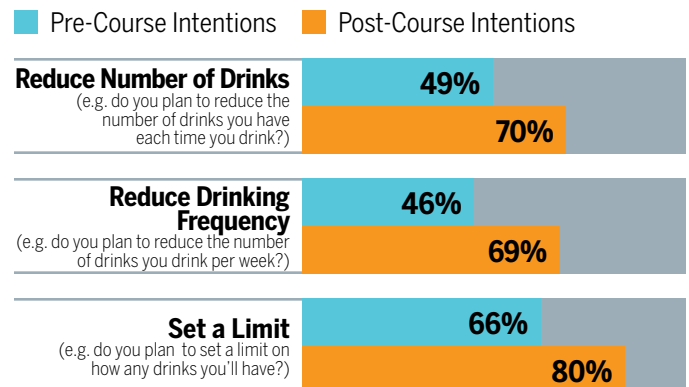 Pre-Course Intentions Post-Course Intentions
Reduce Number of Drinks
(e.g. do you plan to reduce the
number of drinks you have
each time you drink?)
49%
70%
Reduce Drinking
Frequency
(e.g. do you plan to reduce the number
of drinks you drink per week?)
46%
69%
Set a Limit
(e.g. do you plan to set a limit on
how any drinks you'll have?)
66%
80%